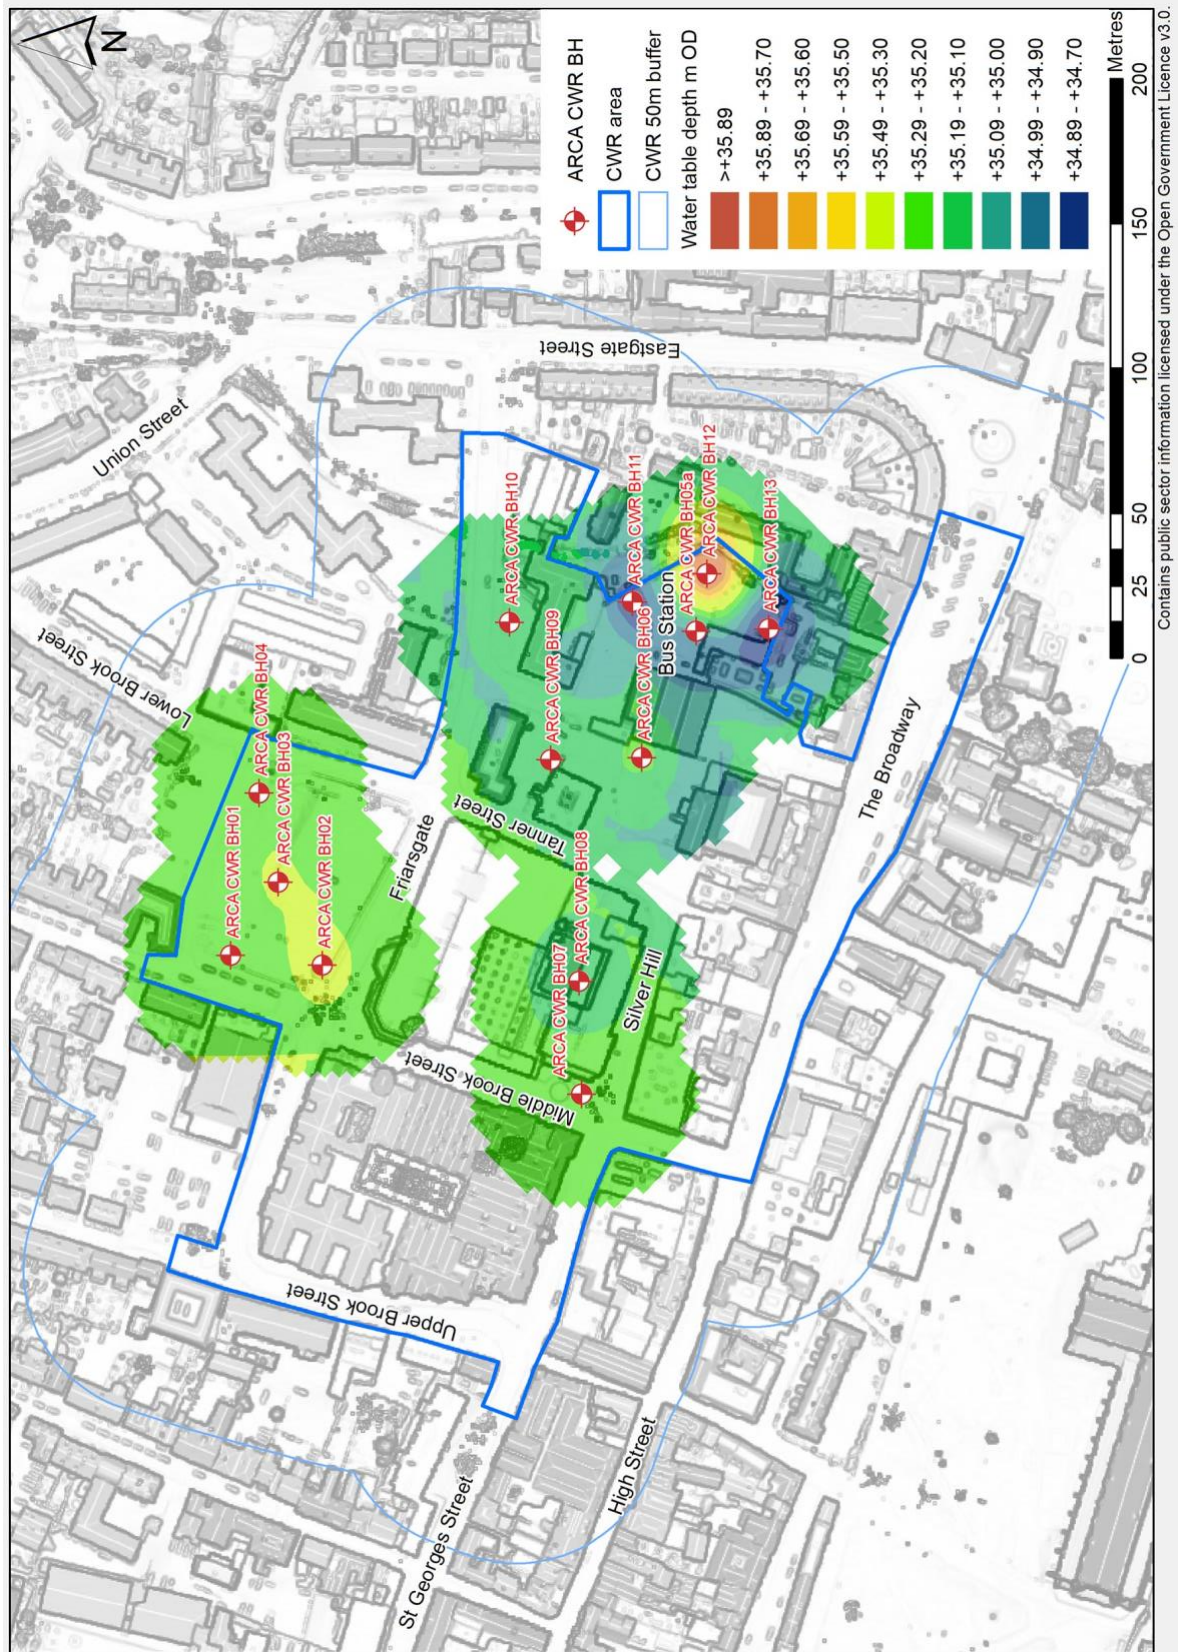 N
ARCA CWR BH
CWR area
CWR 50m buffer
Water table depth m OD
>+35.89
+35.89 - +35.70
+35.69 - +35.60
+35.59 - +35.50
+35.49 - +35.30
+35.29 - +35.20
+35.19 - +35.10
+35.09 - +35.00
+34.99 - +34.90
+34.89 - +34.70
0 25 50 100 150 200
Metres
Union Street
Eastgate Street
Lower Brook Street
Friarsgate
Tanner Street
Middle Brook Street
Upper Brook Street
Silver Hill
Bus Station
The Broadway
High Street
St Georges Street
ARCA CWR BH01
ARCA CWR BH02
ARCA CWR BH03
ARCA CWR BH04
ARCA CWR BH05a
ARCA CWR BH06
ARCA CWR BH07
ARCA CWR BH08
ARCA CWR BH09
ARCA CWR BH10
ARCA CWR BH11
ARCA CWR BH12
ARCA CWR BH13
Contains public sector information licensed under the Open Government Licence v3.0.